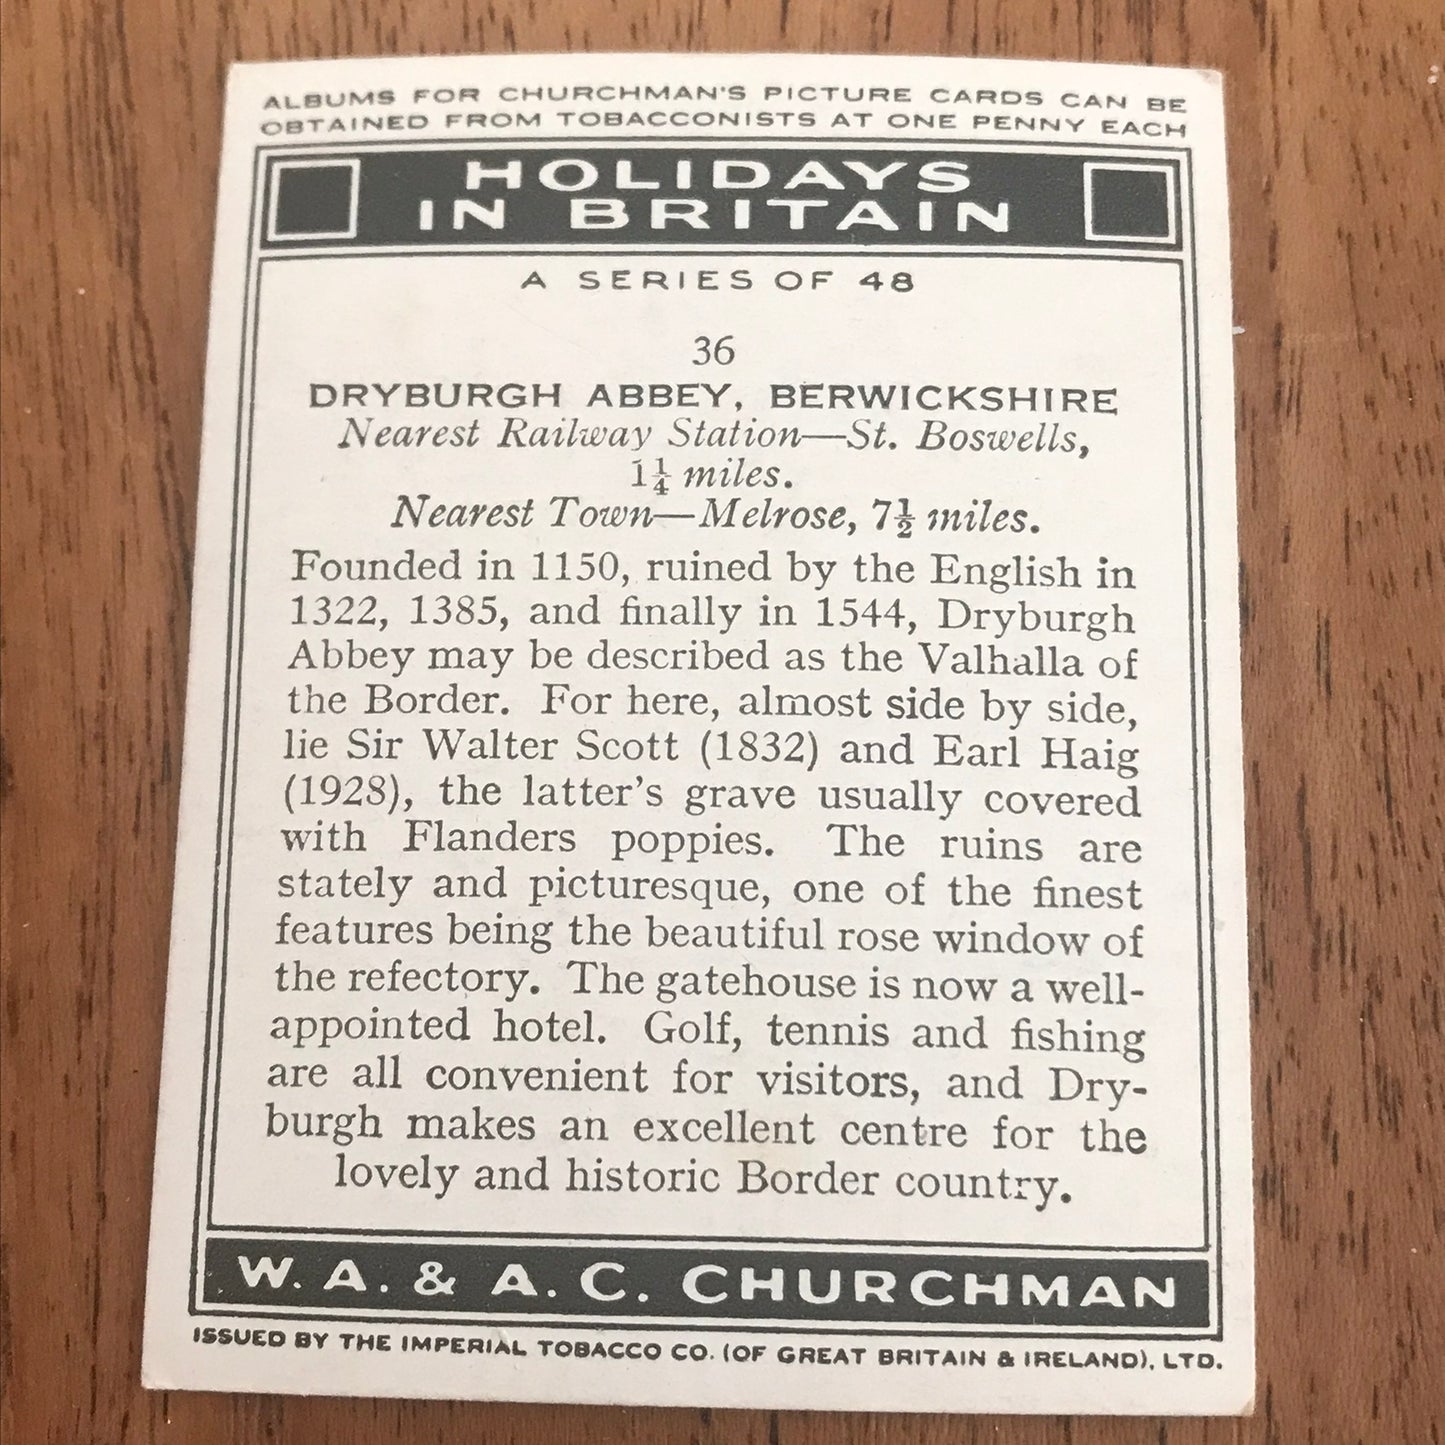 ALBUMS FOR CHURCHMAN'S PICTURE CARDS CAN BE
OBTAINED FROM TOBACCONISTS AT ONE PENNY EACH
HOLIDAYS
IN BRITAIN
A SERIES OF 48
36
DRYBURGH ABBEY, BERWICKSHIRE
Nearest Railway Station—St. Boswells,
1¼ miles.
Nearest Town—Melrose, 7½ miles.
Founded in 1150, ruined by the English in
1322, 1385, and finally in 1544, Dryburgh
Abbey may be described as the Valhalla of
the Border. For here, almost side by side,
lie Sir Walter Scott (1832) and Earl Haig
(1928), the latter's grave usually covered
with Flanders poppies. The ruins are
stately and picturesque, one of the finest
features being the beautiful rose window of
the refectory. The gatehouse is now a well-
appointed hotel. Golf, tennis and fishing
are all convenient for visitors, and Dry-
burgh makes an excellent centre for the
lovely and historic Border country.
W. A. & A. C. CHURCHMAN
ISSUED BY THE IMPERIAL TOBACCO CO. (OF GREAT BRITAIN & IRELAND), LTD.